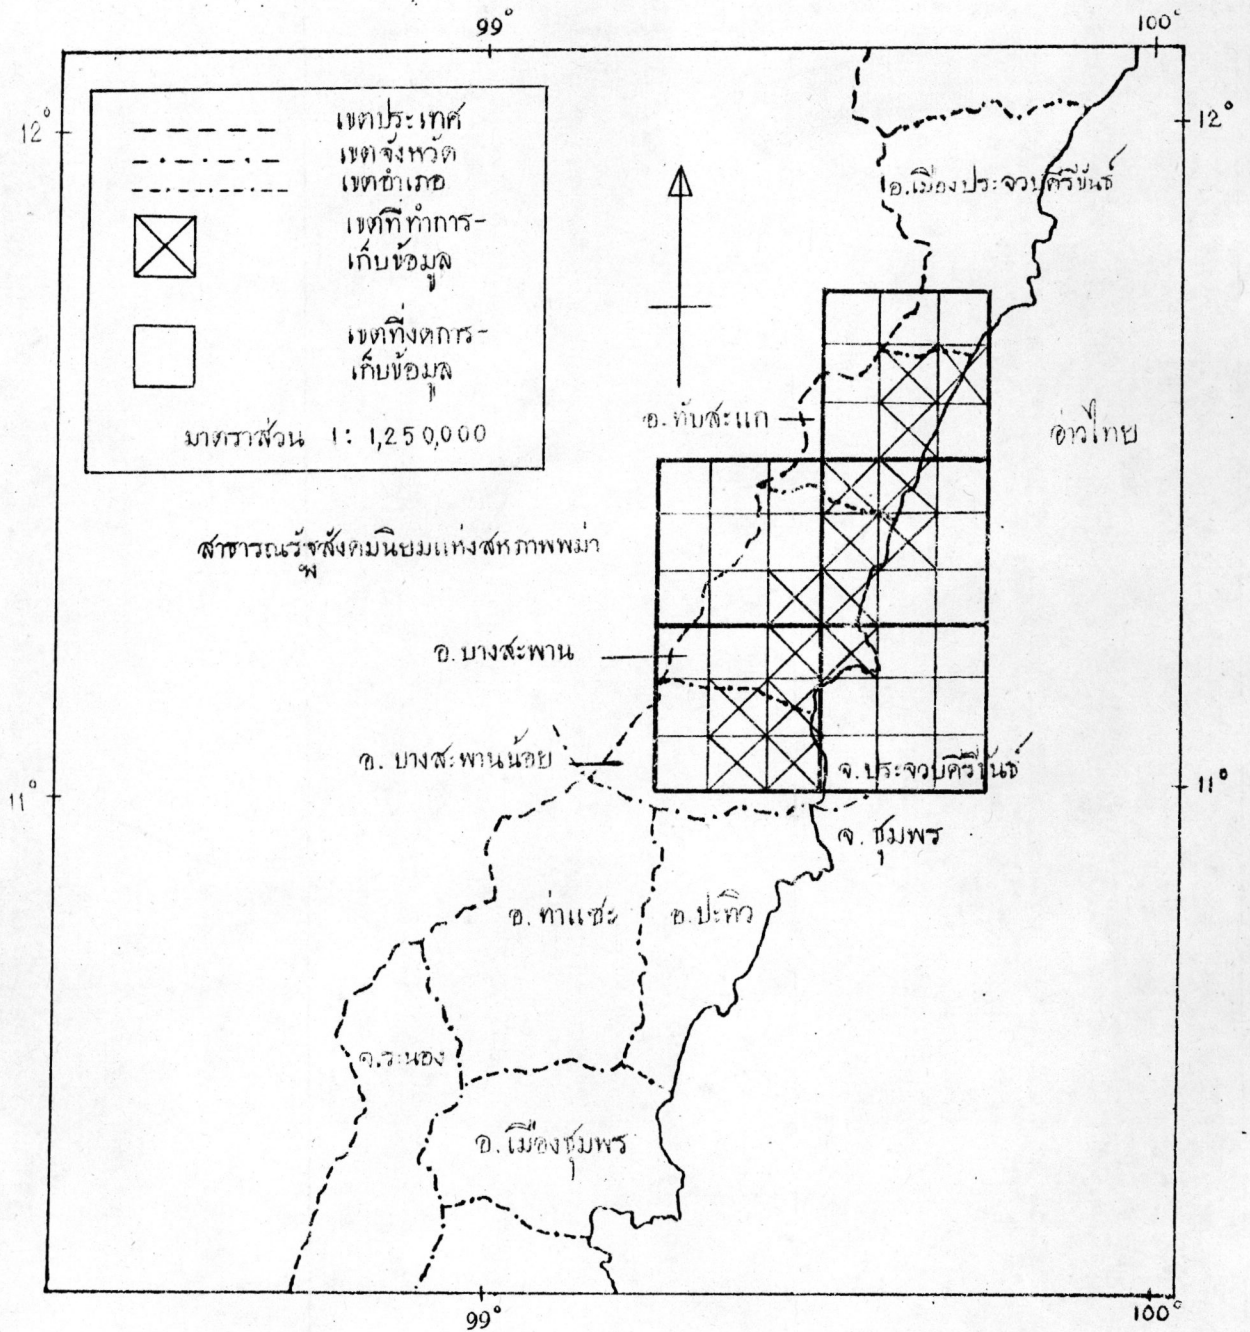 99°
100°
12°
12°
เขตประเทศ
เขตจังหวัด
เขตอำเภอ
เขตที่ทำการ-
เก็บข้อมูล
เขตที่งดการ-
เก็บข้อมูล
มาตราส่วน 1: 1,250,000
อ.เมืองประจวบคีรีขันธ์
อ.ทับสะแก
อ่าวไทย
สาธารณรัฐสังคมนิยมแห่งสหภาพพม่า
อ. บางสะพาน
อ. บางสะพานน้อย
จ.ประจวบคีรีขันธ์
11°
11°
จ. ชุมพร
อ. ท่าแซะ
อ. ปะทิว
จ.ระนอง
อ. เมืองชุมพร
99°
100°